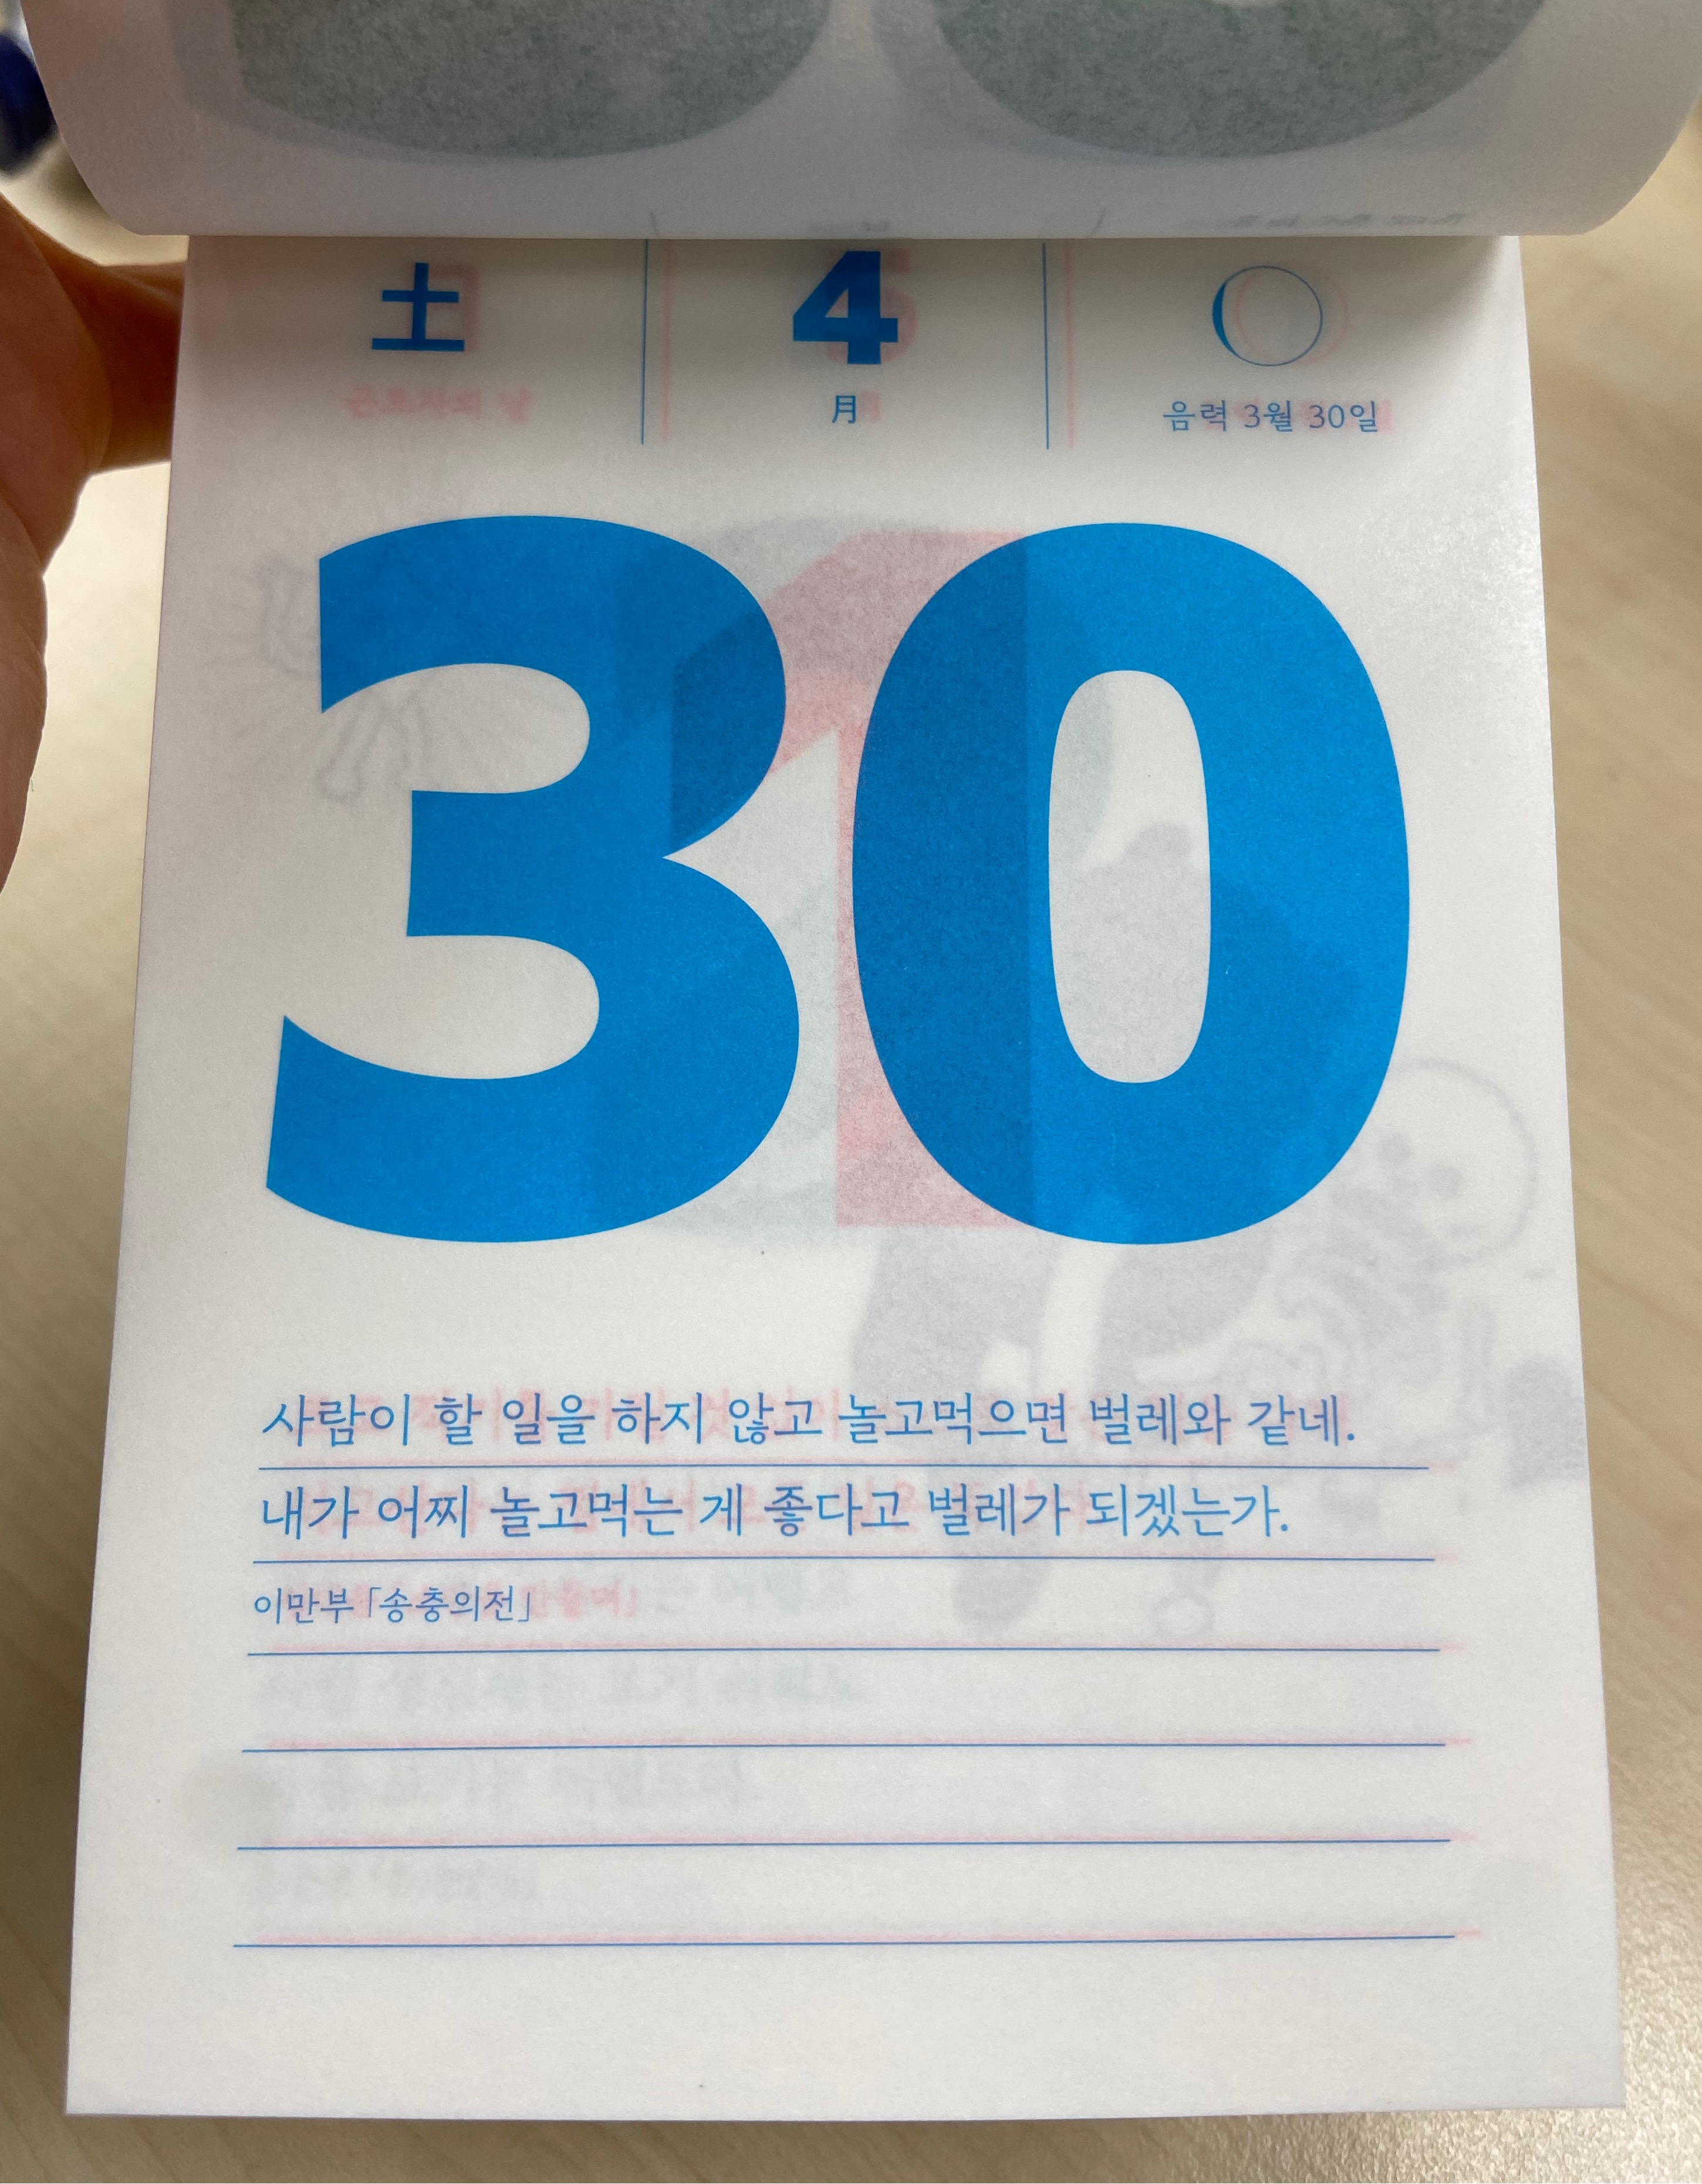 土
4
月
음력 3월 30일
30
사람이 할 일을 하지 않고 놀고먹으면 벌레와 같네.
내가 어찌 놀고먹는 게 좋다고 벌레가 되겠는가.
이만부 「송충의전」